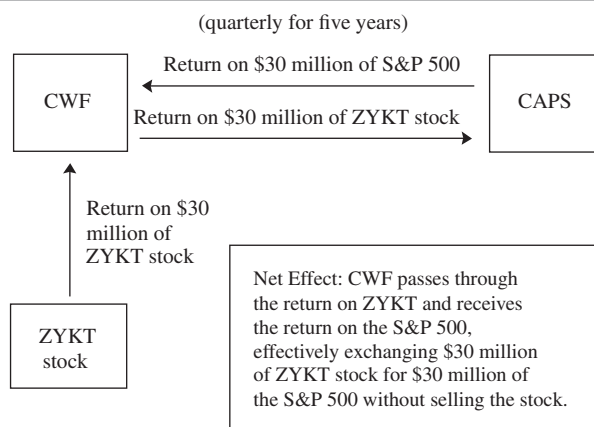 (quarterly for five years)
Return on $30 million of S&P 500
CWF
CAPS
Return on $30 million of ZYKT stock
Return on $30
million of
ZYKT stock
Net Effect: CWF passes through
the return on ZYKT and receives
the return on the S&P 500,
effectively exchanging $30 million
of ZYKT stock for $30 million of
the S&P 500 without selling the stock.
ZYKT
stock